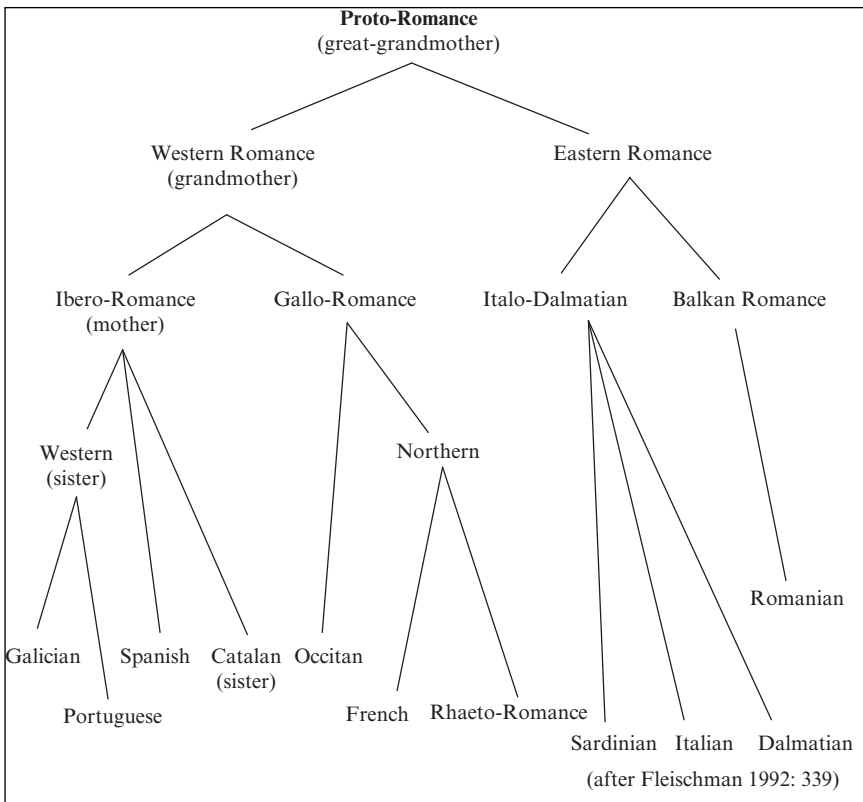 Proto-Romance
(great-grandmother)
Western Romance
(grandmother)
Eastern Romance
Ibero-Romance
(mother)
Gallo-Romance
Italo-Dalmatian
Balkan Romance
Western
(sister)
Northern
Romanian
Galician
Spanish
Catalan
(sister)
Occitan
Portuguese
French
Rhaeto-Romance
Sardinian
Italian
Dalmatian
(after Fleischman 1992: 339)